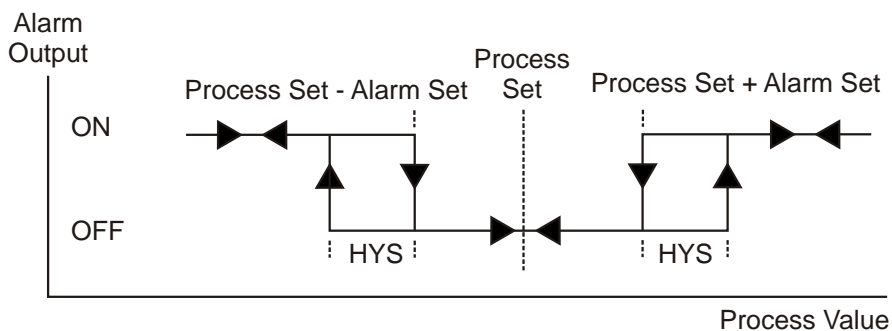 Alarm
Output
Process
Set
Process Set - Alarm Set
Process Set + Alarm Set
ON
OFF
HYS
HYS
Process Value